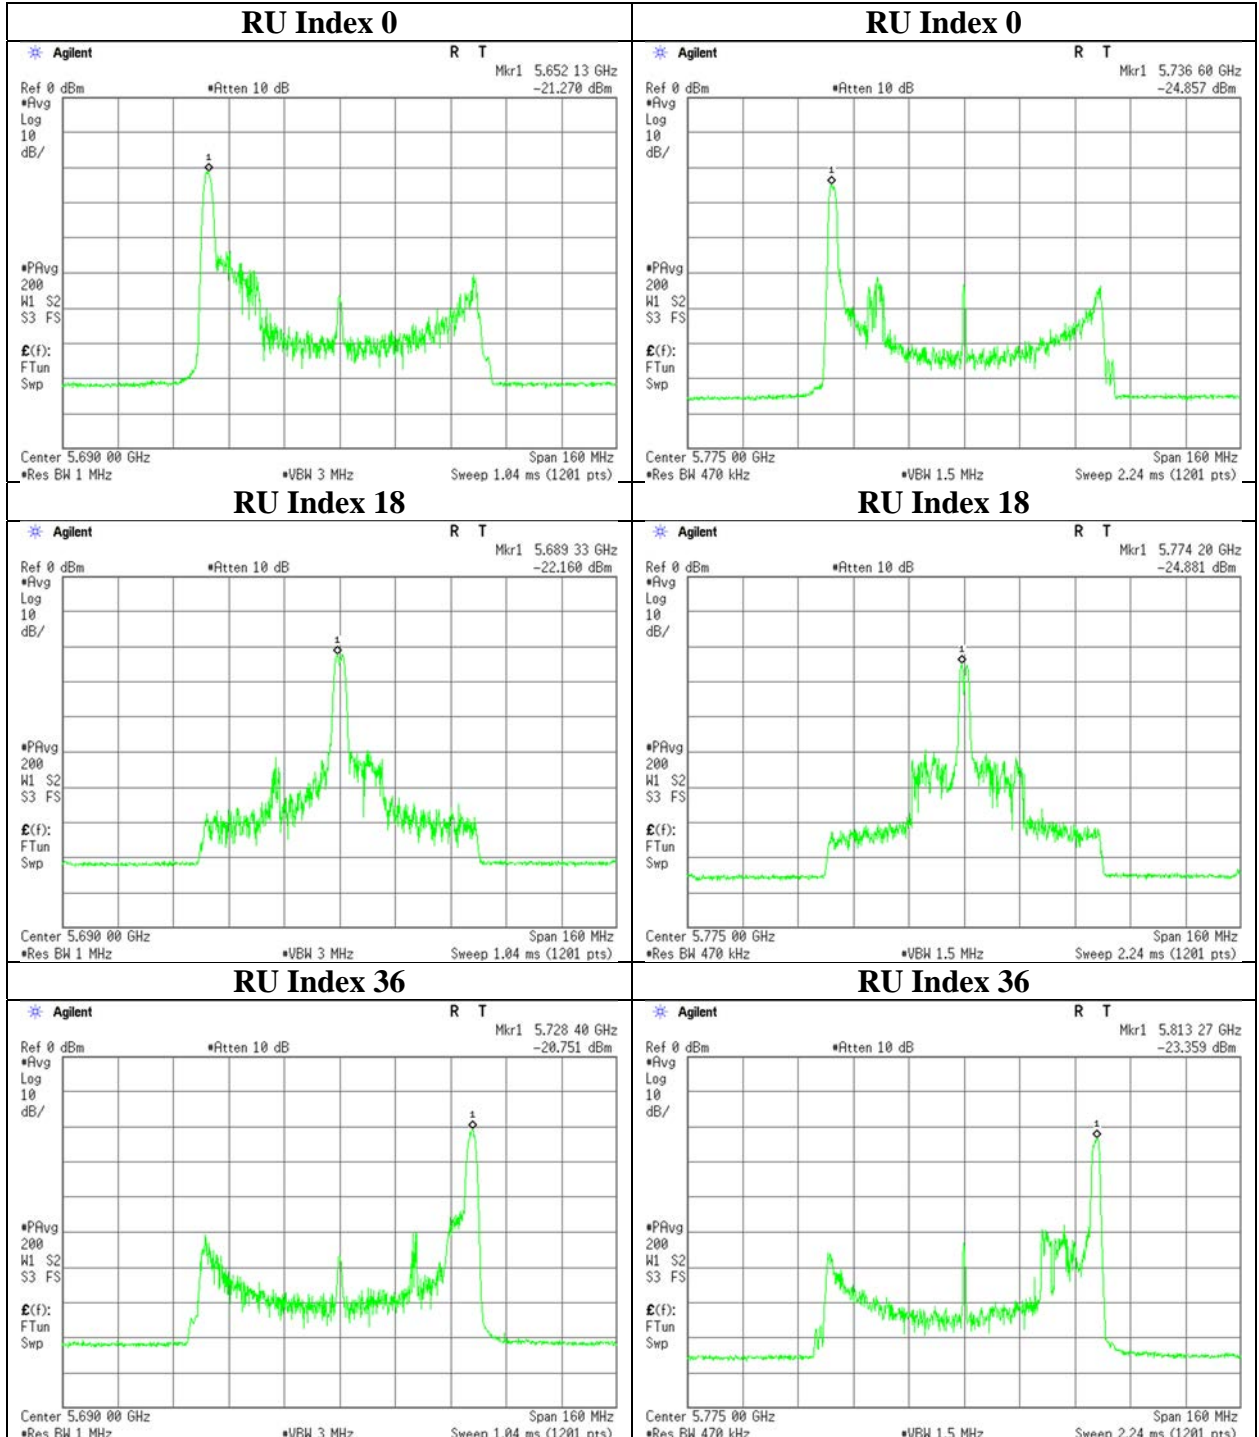 RU Index 0
Agilent
R T
Mkr1 5.652 13 GHz
Ref 0 dBm
#Atten 10 dB
-21.270 dBm
#Avg
Log
10
dB/
1
#PAvg
200
W1 S2
S3 FS
£(f):
FTun
Swp
Center 5.690 00 GHz
Span 160 MHz
#Res BW 1 MHz
#VBW 3 MHz
Sweep 1.04 ms (1201 pts)
RU Index 0
Agilent
R T
Mkr1 5.736 60 GHz
Ref 0 dBm
#Atten 10 dB
-24.857 dBm
#Avg
Log
10
dB/
1
#PAvg
200
W1 S2
S3 FS
£(f):
FTun
Swp
Center 5.775 00 GHz
Span 160 MHz
#Res BW 470 kHz
#VBW 1.5 MHz
Sweep 2.24 ms (1201 pts)
RU Index 18
Agilent
R T
Mkr1 5.689 33 GHz
Ref 0 dBm
#Atten 10 dB
-22.160 dBm
#Avg
Log
10
dB/
1
#PAvg
200
W1 S2
S3 FS
£(f):
FTun
Swp
Center 5.690 00 GHz
Span 160 MHz
#Res BW 1 MHz
#VBW 3 MHz
Sweep 1.04 ms (1201 pts)
RU Index 18
Agilent
R T
Mkr1 5.774 20 GHz
Ref 0 dBm
#Atten 10 dB
-24.881 dBm
#Avg
Log
10
dB/
1
#PAvg
200
W1 S2
S3 FS
£(f):
FTun
Swp
Center 5.775 00 GHz
Span 160 MHz
#Res BW 470 kHz
#VBW 1.5 MHz
Sweep 2.24 ms (1201 pts)
RU Index 36
Agilent
R T
Mkr1 5.728 40 GHz
Ref 0 dBm
#Atten 10 dB
-20.751 dBm
#Avg
Log
10
dB/
1
#PAvg
200
W1 S2
S3 FS
£(f):
FTun
Swp
Center 5.690 00 GHz
Span 160 MHz
#Res BW 1 MHz
#VBW 3 MHz
Sweep 1.04 ms (1201 pts)
RU Index 36
Agilent
R T
Mkr1 5.813 27 GHz
Ref 0 dBm
#Atten 10 dB
-23.359 dBm
#Avg
Log
10
dB/
1
#PAvg
200
W1 S2
S3 FS
£(f):
FTun
Swp
Center 5.775 00 GHz
Span 160 MHz
#Res BW 470 kHz
#VBW 1.5 MHz
Sweep 2.24 ms (1201 pts)